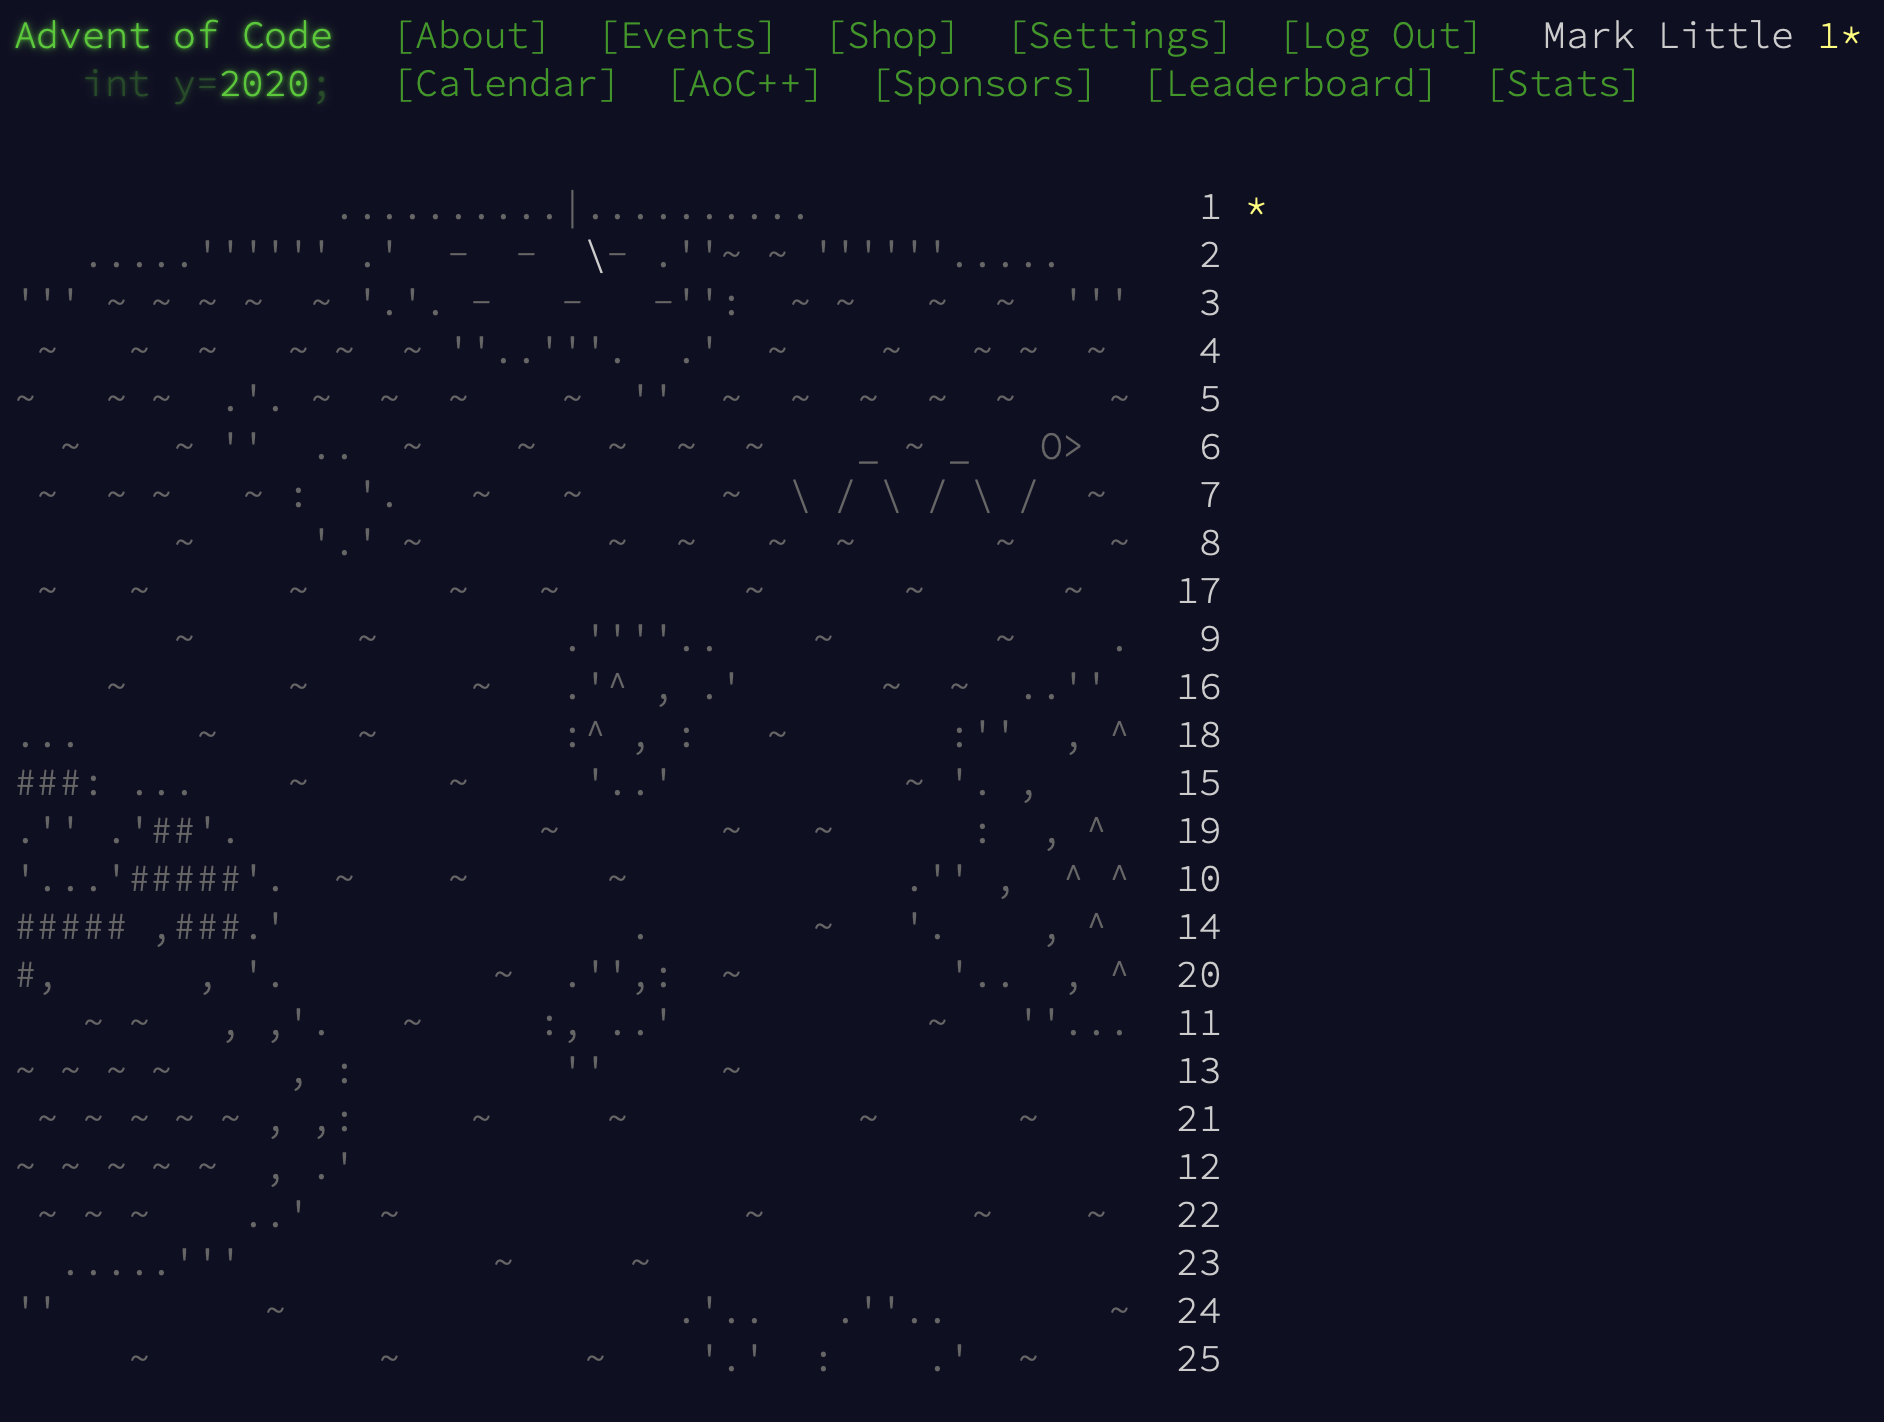 Advent of Code [About] [Events] [Shop] [Settings] [Log Out] Mark Little 1*
int y=2020; [Calendar] [AoC++] [Sponsors] [Leaderboard] [Stats]
..........|.......... 1 *
.....'''''' .' – – \– .''~ ~ ''''''..... 2
''' ~ ~ ~ ~ ~ '.'. – – –'': ~ ~ ~ ~ ''' 3
~ ~ ~ ~ ~ ~ ''..'''. .' ~ ~ ~ ~ ~ 4
~ ~ ~ .'. ~ ~ ~ ~ '' ~ ~ ~ ~ ~ ~ 5
~ ~ '' .. ~ ~ ~ ~ ~ _ ~ _ O> 6
~ ~ ~ ~ : '. ~ ~ ~ \ / \ / \ / ~ 7
~ '.' ~ ~ ~ ~ ~ ~ ~ 8
~ ~ ~ ~ ~ ~ ~ ~ 17
~ ~ .''''.. ~ ~ . 9
~ ~ ~ .'^ , .' ~ ~ ..'' 16
... ~ ~ :^ , : ~ :'' , ^ 18
###: ... ~ ~ '..' ~ '. , 15
.'' .'##'. ~ ~ ~ : , ^ 19
'...'#####'. ~ ~ ~ .'' , ^ ^ 10
##### ,###.' . ~ '. , ^ 14
#, , '. ~ .'',: ~ '.. , ^ 20
~ ~ , ,'. ~ :, ..' ~ ''... 11
~ ~ ~ ~ , : '' ~ 13
~ ~ ~ ~ ~ , ,: ~ ~ ~ ~ 21
~ ~ ~ ~ ~ , .' 12
~ ~ ~ ..' ~ ~ ~ ~ 22
.....''' ~ ~ 23
'' ~ .'.. .''.. ~ 24
~ ~ ~ '.' : .' ~ 25